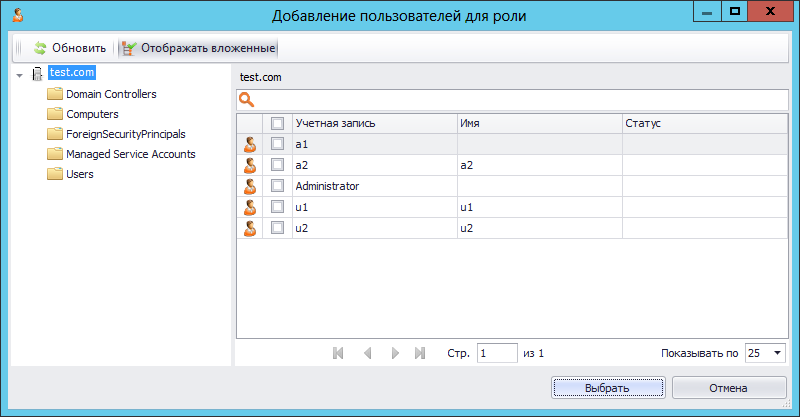 Добавление пользователей для роли
Обновить Отображать вложенные
test.com
Domain Controllers
Computers
ForeignSecurityPrincipals
Managed Service Accounts
Users
test.com
Учетная запись Имя Статус
a1
a2 a2
Administrator
u1 u1
u2 u2
Стр. 1 из 1 Показывать по 25
Выбрать Отмена